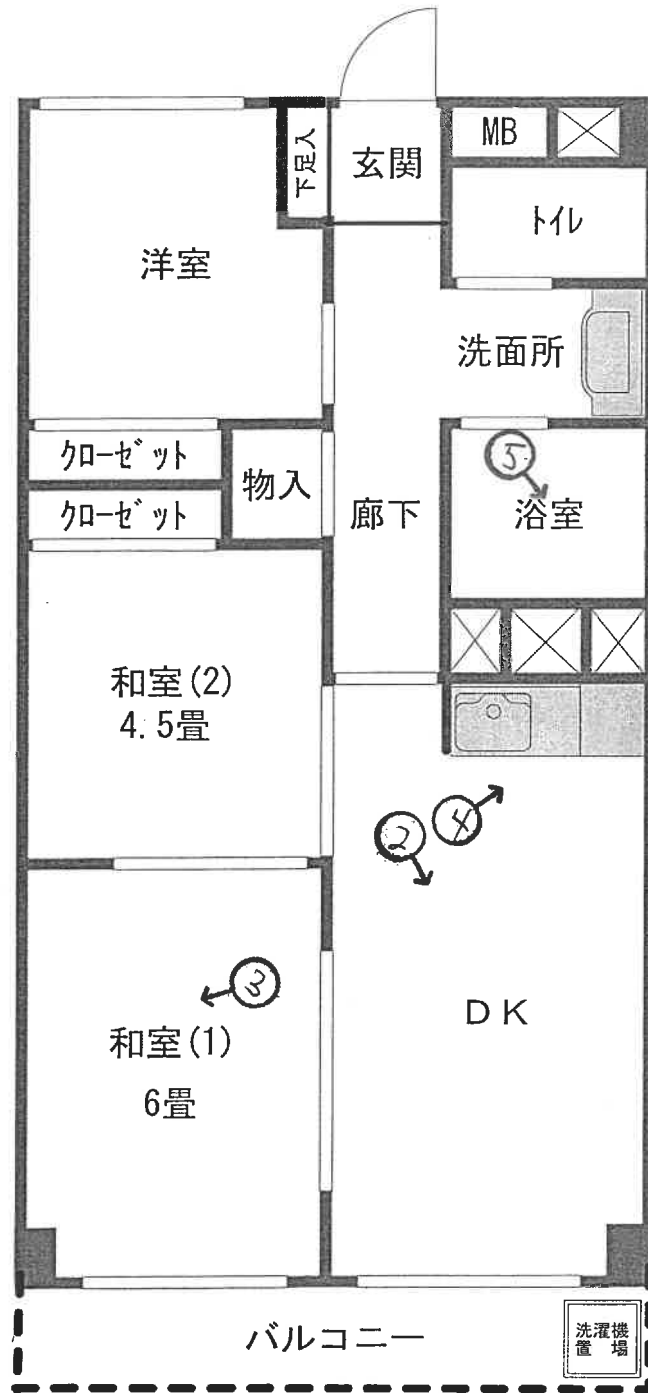 MB
下足入
玄関
トイレ
洋室
洗面所
クローゼット
物入
⑤
クローゼット
廊下
浴室
和室(2)
4.5畳
②
④
③
DK
和室(1)
6畳
バルコニー
洗濯機
置場